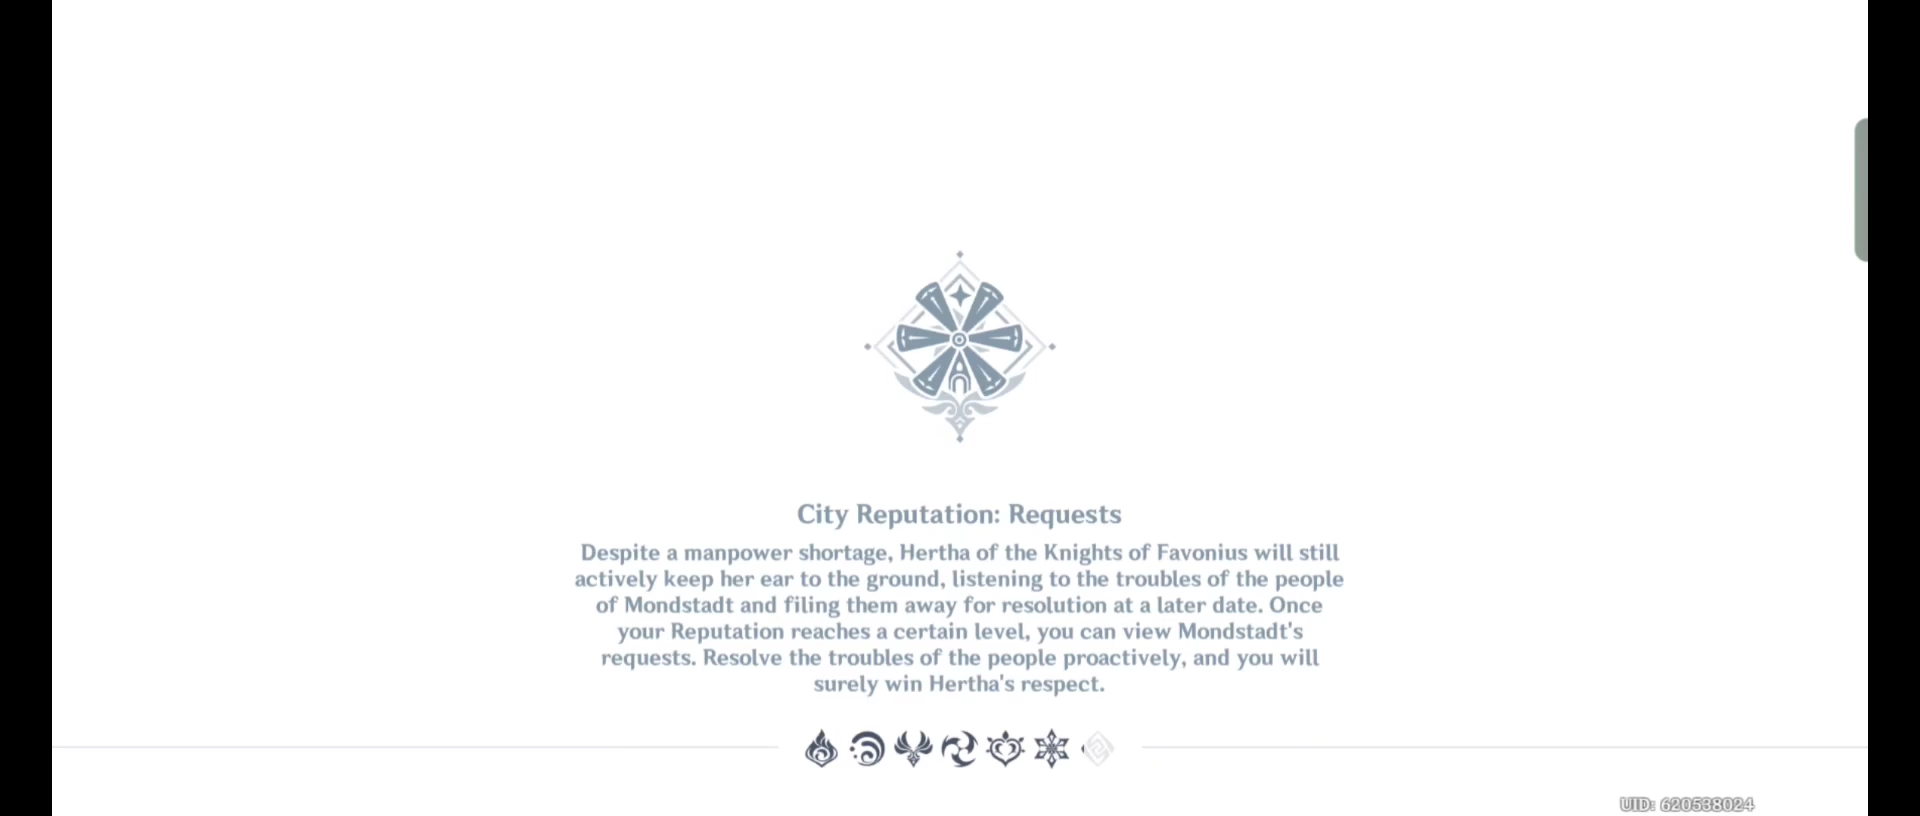 City Reputation: Requests
Despite a manpower shortage, Hertha of the Knights of Favonius will still
actively keep her ear to the ground, listening to the troubles of the people
of Mondstadt and filing them away for resolution at a later date. Once
your Reputation reaches a certain level, you can view Mondstadt's
requests. Resolve the troubles of the people proactively, and you will
surely win Hertha's respect.
UID: 620538024